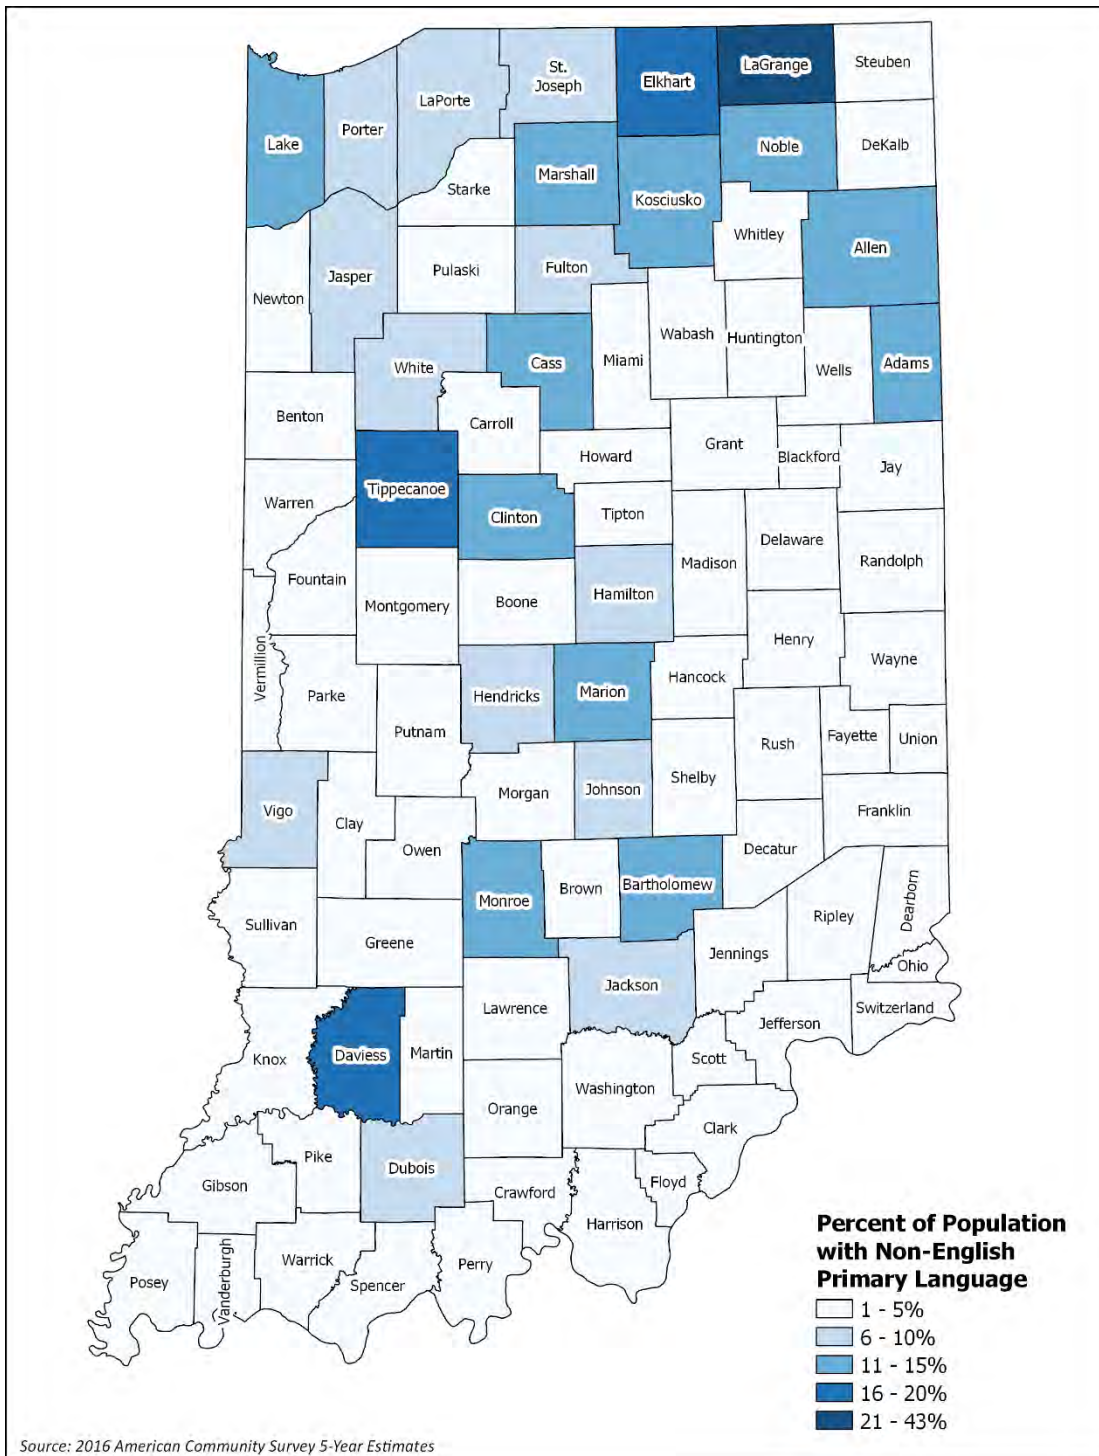 St.
Joseph
Elkhart
LaGrange
Steuben
LaPorte
Porter
Lake
Noble
DeKalb
Marshall
Starke
Kosciusko
Whitley
Allen
Fulton
Pulaski
Jasper
Newton
Wabash
Huntington
Miami
Cass
White
Wells
Adams
Benton
Carroll
Grant
Howard
Blackford
Jay
Tippecanoe
Warren
Clinton
Tipton
Delaware
Randolph
Madison
Fountain
Hamilton
Boone
Montgomery
Henry
Vermillion
Wayne
Hancock
Marion
Hendricks
Parke
Putnam
Rush
Fayette
Union
Shelby
Morgan
Johnson
Vigo
Clay
Franklin
Owen
Decatur
Bartholomew
Brown
Monroe
Dearborn
Ripley
Sullivan
Greene
Jennings
Ohio
Jackson
Lawrence
Switzerland
Jefferson
Knox
Daviess
Martin
Scott
Washington
Orange
Clark
Pike
Dubois
Gibson
Crawford
Floyd
Harrison
Warrick
Perry
Posey
Vanderburgh
Spencer
Percent of Population
with Non-English
Primary Language
1 - 5%
6 - 10%
11 - 15%
16 - 20%
21 - 43%
Source: 2016 American Community Survey 5-Year Estimates